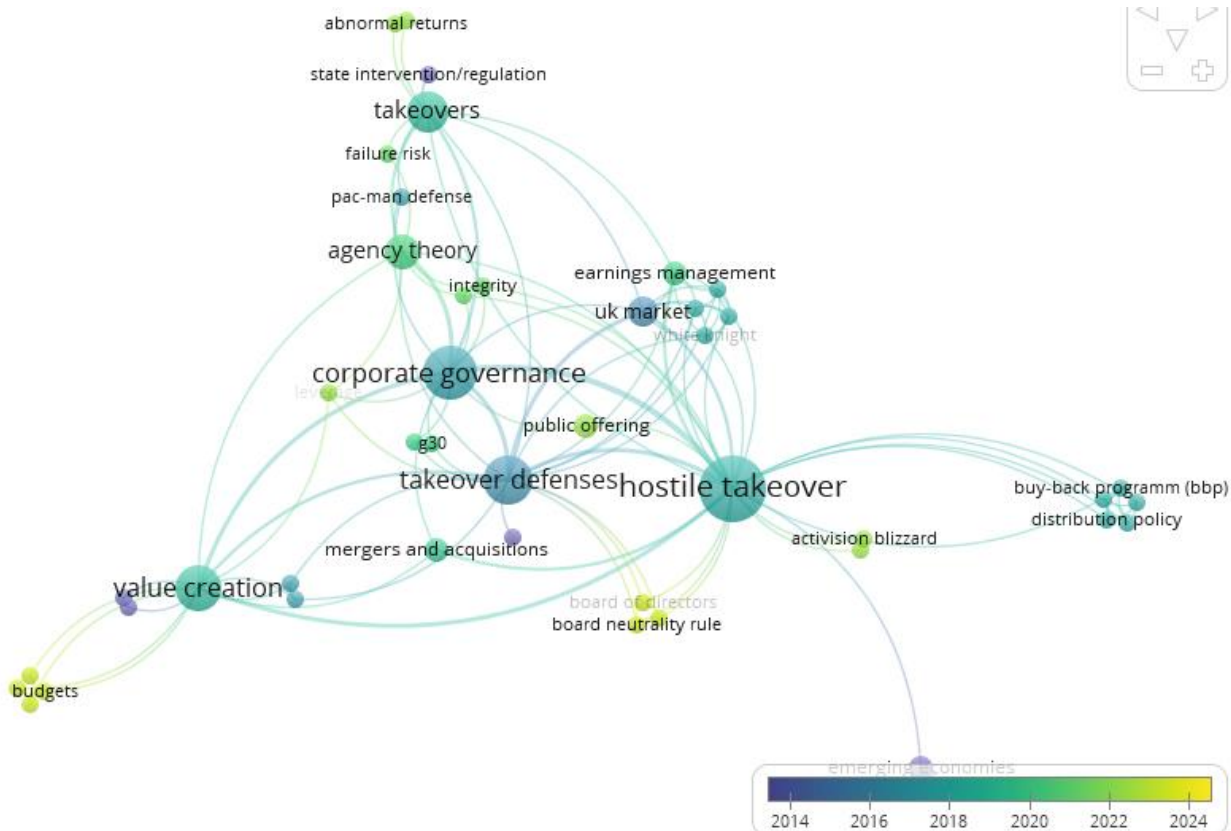 abnormal returns
state intervention/regulation
takeovers
failure risk
pac-man defense
agency theory
earnings management
integrity
uk market
white knight
corporate governance
leverage
public offering
g30
takeover defenses
hostile takeover
buy-back programm (bbp)
distribution policy
activision blizzard
mergers and acquisitions
value creation
board of directors
board neutrality rule
budgets
emerging economies
2014 2016 2018 2020 2022 2024